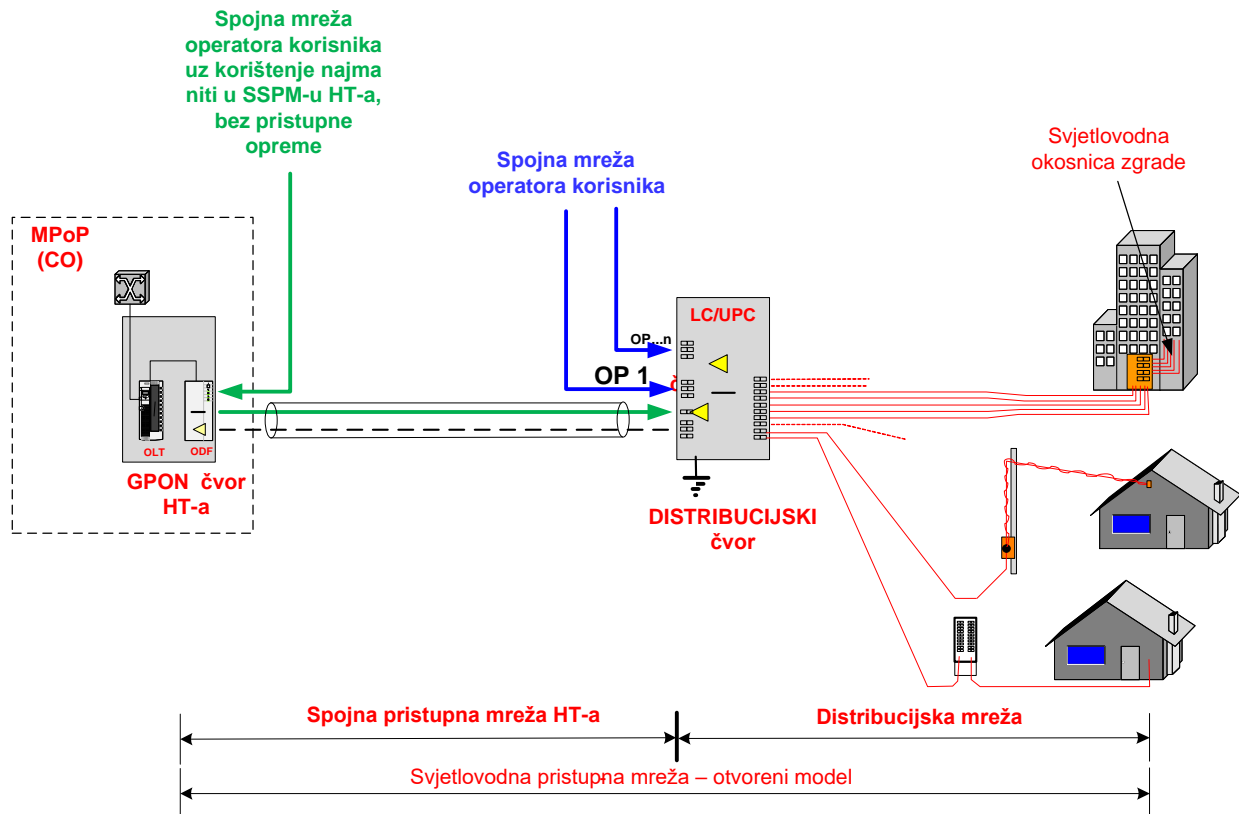 Spojna mreža
operatora korisnika
uz korištenje najma
niti u SSPM-u HT-a,
bez pristupne
opreme
Spojna mreža
operatora korisnika
Svjetlovodna
okosnica zgrade
MPoP
(CO)
LC/UPC
OP...n
OP 1
č
OLT
ODF
GPON čvor
HT-a
DISTRIBUCIJSKI
čvor
Spojna pristupna mreža HT-a
Distribucijska mreža
Svjetlovodna pristupna mreža – otvoreni model